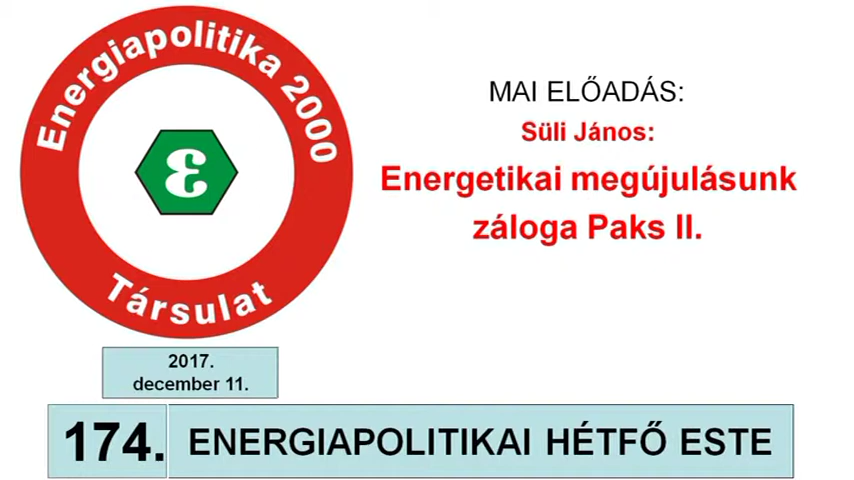 Energiapolitika 2000
Társulat
MAI ELŐADÁS:
Süli János:
Energetikai megújulásunk
záloga Paks II.
2017.
december 11.
174. ENERGIAPOLITIKAI HÉTFŐ ESTE